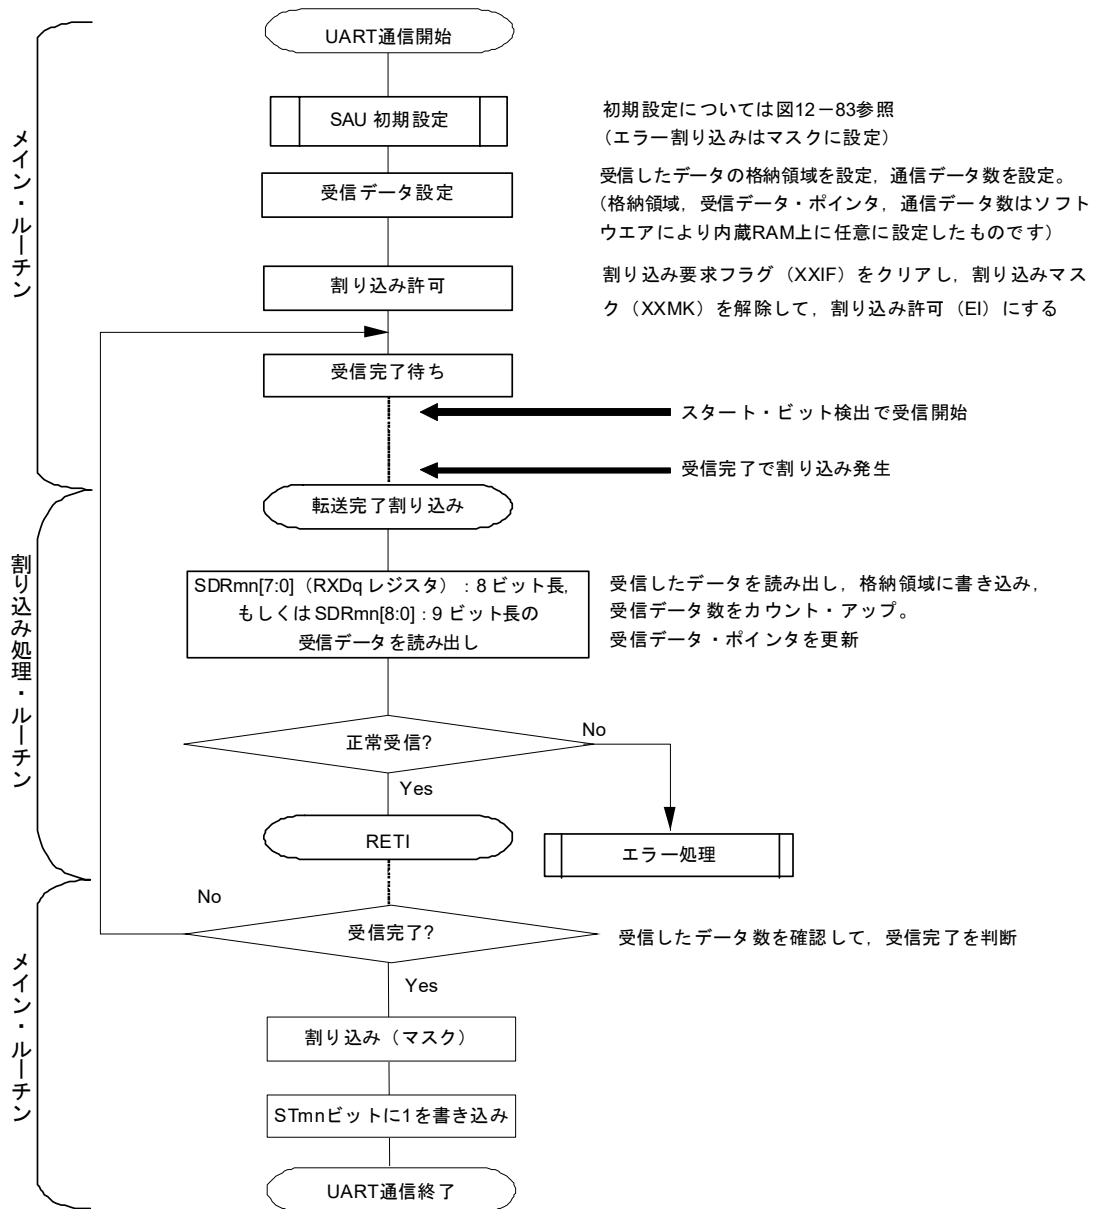 UART通信開始
SAU 初期設定
初期設定については図12－83参照
（エラー割り込みはマスクに設定）
メイン・ルーチン
受信データ設定
受信したデータの格納領域を設定，通信データ数を設定。
（格納領域，受信データ・ポインタ，通信データ数はソフト
ウエアにより内蔵RAM上に任意に設定したものです）
割り込み許可
割り込み要求フラグ（XXIF）をクリアし，割り込みマス
ク（XXMK）を解除して，割り込み許可（EI）にする
受信完了待ち
スタート・ビット検出で受信開始
受信完了で割り込み発生
転送完了割り込み
割り込み処理・ルーチン
SDRmn[7:0]（RXDqレジスタ）：8 ビット長,
もしくは SDRmn[8:0]：9 ビット長の
受信データを読み出し
受信したデータを読み出し，格納領域に書き込み，
受信データ数をカウント・アップ。
受信データ・ポインタを更新
正常受信?
No
Yes
RETI
エラー処理
No
受信完了?
受信したデータ数を確認して，受信完了を判断
Yes
メイン・ルーチン
割り込み（マスク）
STmnビットに1を書き込み
UART通信終了